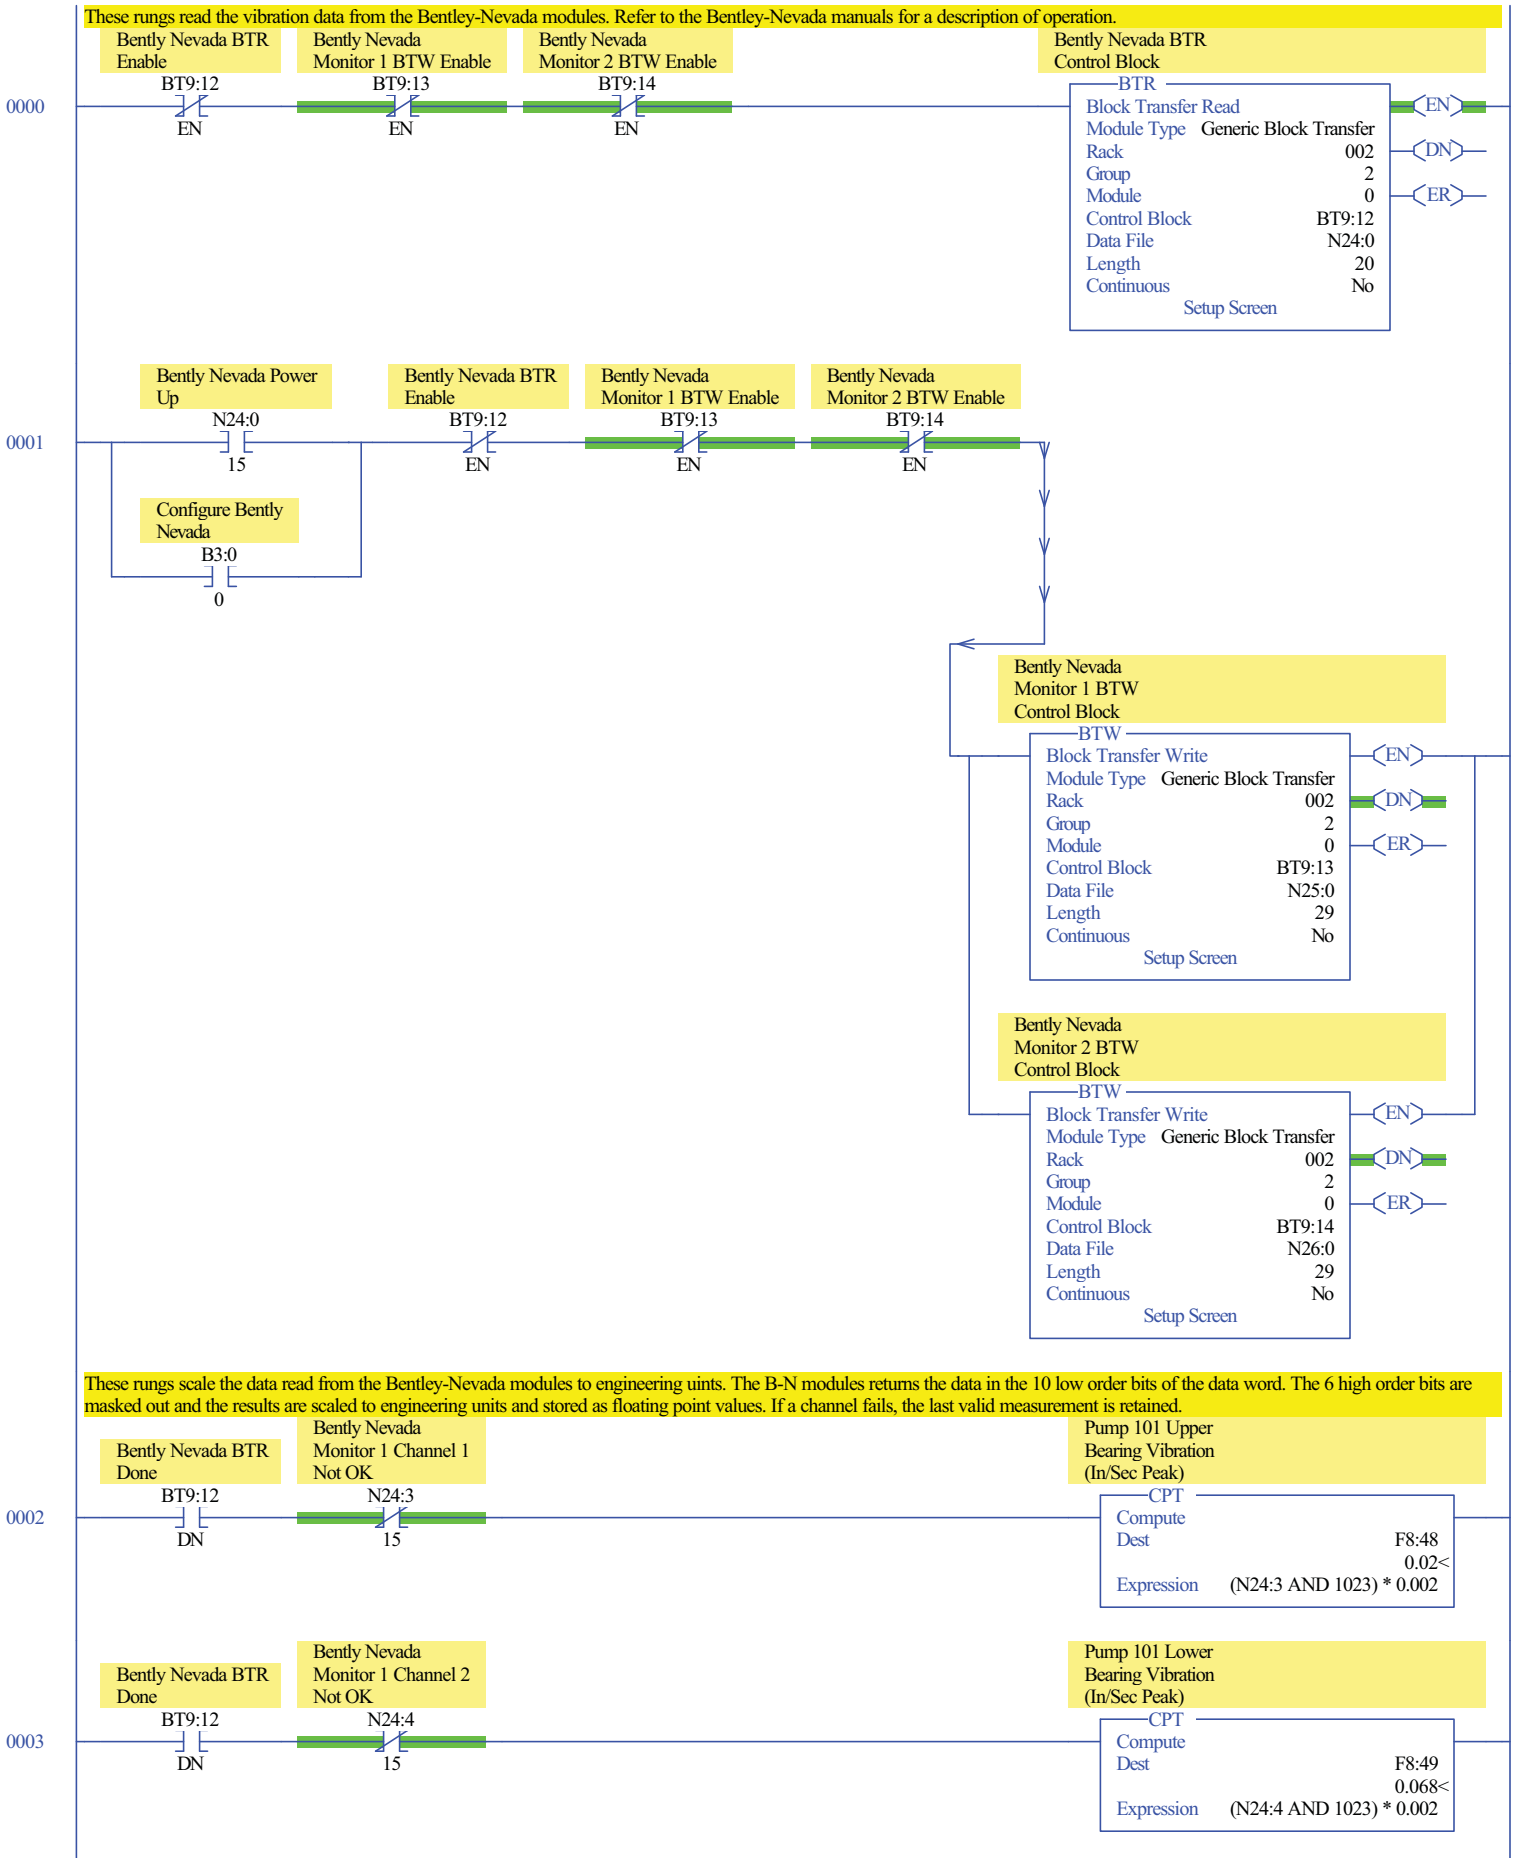 These rungs read the vibration data from the Bentley-Nevada modules. Refer to the Bentley-Nevada manuals for a description of operation.
Bently Nevada BTR
Enable
BT9:12
EN
Bently Nevada
Monitor 1 BTW Enable
BT9:13
EN
Bently Nevada
Monitor 2 BTW Enable
BT9:14
EN
Bently Nevada BTR
Control Block
0000
BTR
Block Transfer Read
Module Type Generic Block Transfer
Rack 002
Group 2
Module 0
Control Block BT9:12
Data File N24:0
Length 20
Continuous No
Setup Screen
EN
DN
ER
0001
Bently Nevada Power
Up
N24:0
15
Configure Bently
Nevada
B3:0
0
Bently Nevada BTR
Enable
BT9:12
EN
Bently Nevada
Monitor 1 BTW Enable
BT9:13
EN
Bently Nevada
Monitor 2 BTW Enable
BT9:14
EN
Bently Nevada
Monitor 1 BTW
Control Block
BTW
Block Transfer Write
Module Type Generic Block Transfer
Rack 002
Group 2
Module 0
Control Block BT9:13
Data File N25:0
Length 29
Continuous No
Setup Screen
EN
DN
ER
Bently Nevada
Monitor 2 BTW
Control Block
BTW
Block Transfer Write
Module Type Generic Block Transfer
Rack 002
Group 2
Module 0
Control Block BT9:14
Data File N26:0
Length 29
Continuous No
Setup Screen
EN
DN
ER
These rungs scale the data read from the Bentley-Nevada modules to engineering uints. The B-N modules returns the data in the 10 low order bits of the data word. The 6 high order bits are
masked out and the results are scaled to engineering units and stored as floating point values. If a channel fails, the last valid measurement is retained.
0002
Bently Nevada BTR
Done
BT9:12
DN
Bently Nevada
Monitor 1 Channel 1
Not OK
N24:3
15
Pump 101 Upper
Bearing Vibration
(In/Sec Peak)
CPT
Compute
Dest F8:48
0.02<
Expression (N24:3 AND 1023) * 0.002
0003
Bently Nevada BTR
Done
BT9:12
DN
Bently Nevada
Monitor 1 Channel 2
Not OK
N24:4
15
Pump 101 Lower
Bearing Vibration
(In/Sec Peak)
CPT
Compute
Dest F8:49
0.068<
Expression (N24:4 AND 1023) * 0.002